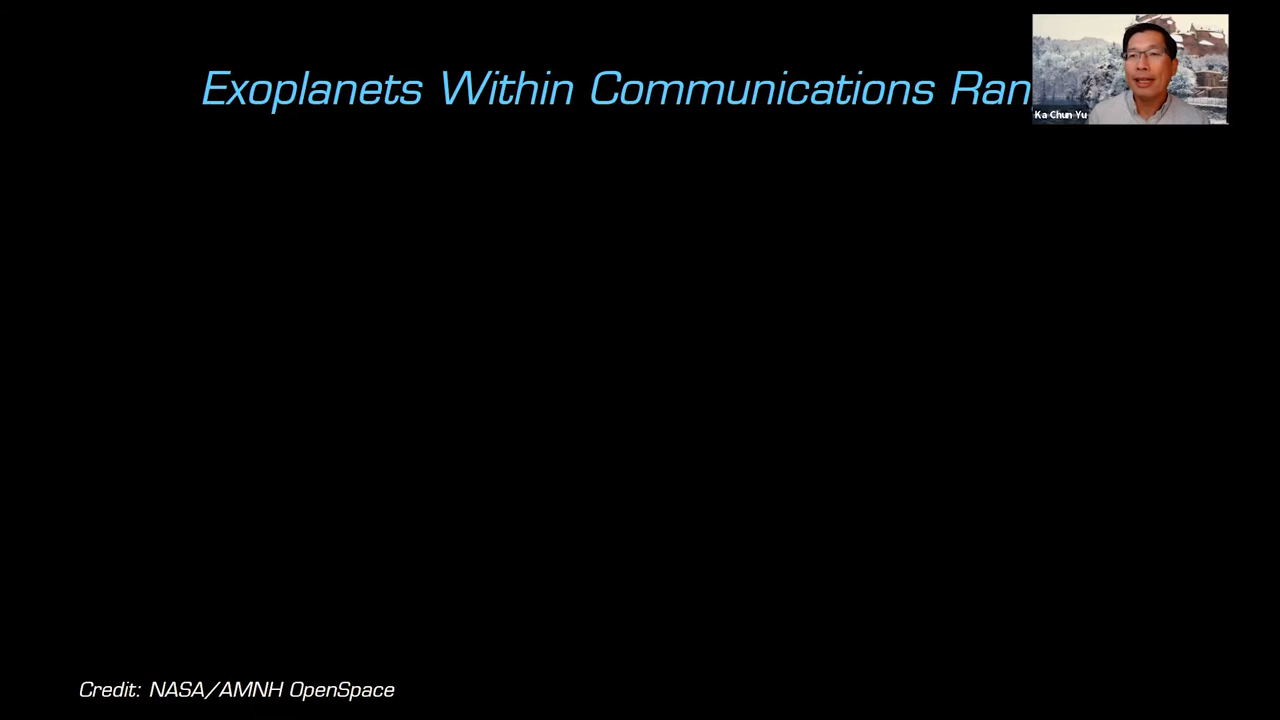 Exoplanets Within Communications Ran
Ka Chun Yu
Credit: NASA/AMNH OpenSpace